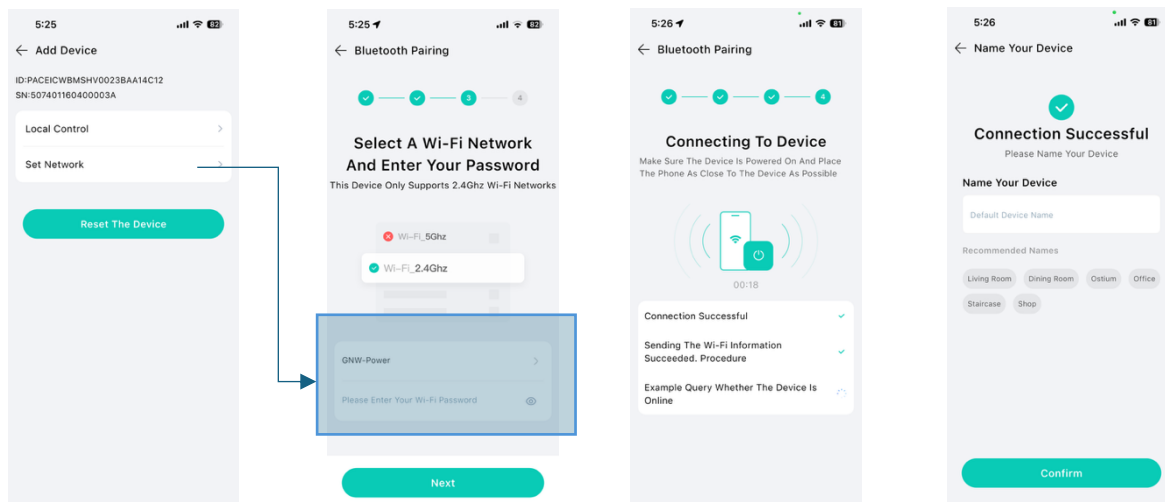 5:25
82
← Add Device
ID:PACEICWBMSHV0023BAA14C12
SN:507401160400003A
Local Control
Set Network
Reset The Device
5:25
82
← Bluetooth Pairing
3
4
Select A Wi-Fi Network
And Enter Your Password
This Device Only Supports 2.4Ghz Wi-Fi Networks
Wi-Fi_5Ghz
Wi-Fi_2.4Ghz
GNW-Power
Please Enter Your Wi-Fi Password
Next
5:26
81
← Bluetooth Pairing
4
Connecting To Device
Make Sure The Device Is Powered On And Place
The Phone As Close To The Device As Possible
00:18
Connection Successful
Sending The Wi-Fi Information
Succeeded. Procedure
Example Query Whether The Device Is
Online
5:26
81
← Name Your Device
Connection Successful
Please Name Your Device
Name Your Device
Default Device Name
Recommended Names
Living Room Dining Room Ostium Office
Staircase Shop
Confirm